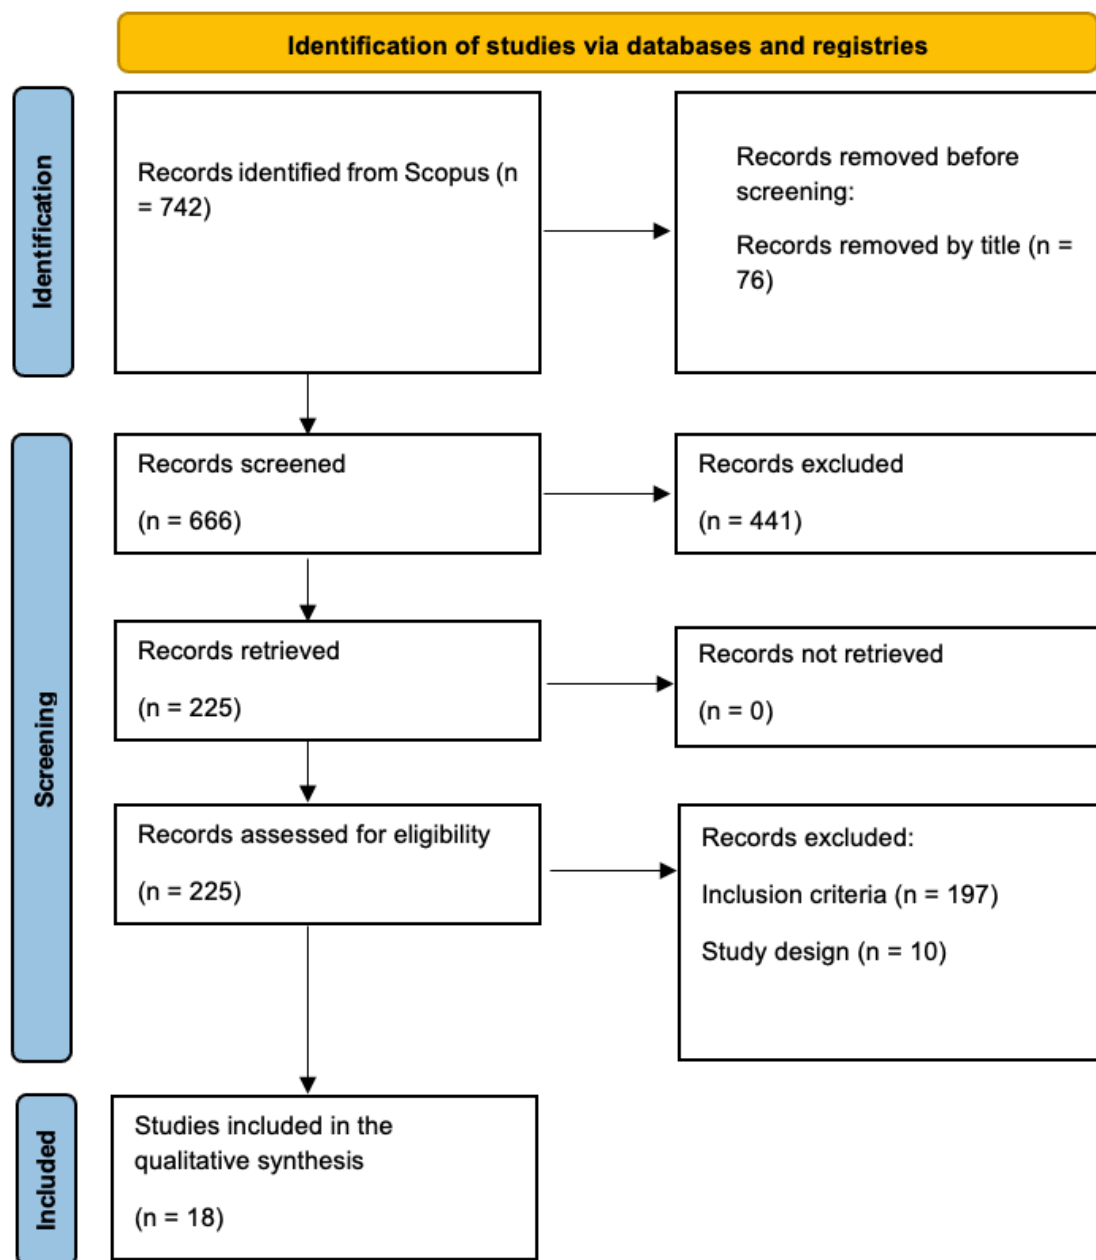 Identification of studies via databases and registries
Identification
Records identified from Scopus (n
= 742)
Records removed before
screening:
Records removed by title (n =
76)
Screening
Records screened
(n = 666)
Records excluded
(n = 441)
Records retrieved
(n = 225)
Records not retrieved
(n = 0)
Records assessed for eligibility
(n = 225)
Records excluded:
Inclusion criteria (n = 197)
Study design (n = 10)
Included
Studies included in the
qualitative synthesis
(n = 18)